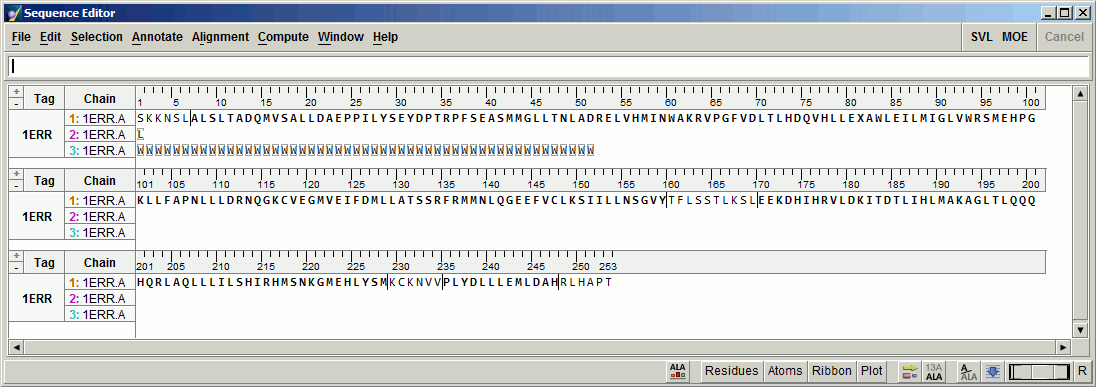 Sequence Editor
File Edit Selection Annotate Alignment Compute Window Help SVL MOE Cancel
+ - Tag Chain 1 5 10 15 20 25 30 35 40 45 50 55 60 65 70 75 80 85 90 95 100
1ERR 1: 1ERR.A SKKNSLALSLTADQMVSALLDAEPPILYSEYDPTRPFSEASMMGLLTNLADRELVHMINWAKRVPGFVDLTLHDQVHLLEXAWLEILMIGLVWRSMEHPG
2: 1ERR.A L
3: 1ERR.A WWWWWWWWWWWWWWWWWWWWWWWWWWWWWWWWWWWWWWWWWWWWWWWWWWW
+ - Tag Chain 101 105 110 115 120 125 130 135 140 145 150 155 160 165 170 175 180 185 190 195 200
1ERR 1: 1ERR.A KLLFAPNLLLDRNQGKCVEGMVEIFDMLLATSSRFRMMNLQGEEFVCLKSIILLNSGVYTFLSSTLKSLEEKDHIHRVLDKITDTLIHLMAKAGLTLQQQ
2: 1ERR.A
3: 1ERR.A
+ - Tag Chain 201 205 210 215 220 225 230 235 240 245 250 253
1ERR 1: 1ERR.A HQRLAQLLLILSHIRHMSNKGMEHLYSMKCKNVVPLYDLLLEMLDAHRLHAPT
2: 1ERR.A
3: 1ERR.A
ALA Residues Atoms Ribbon Plot 13A ALA A ALA R